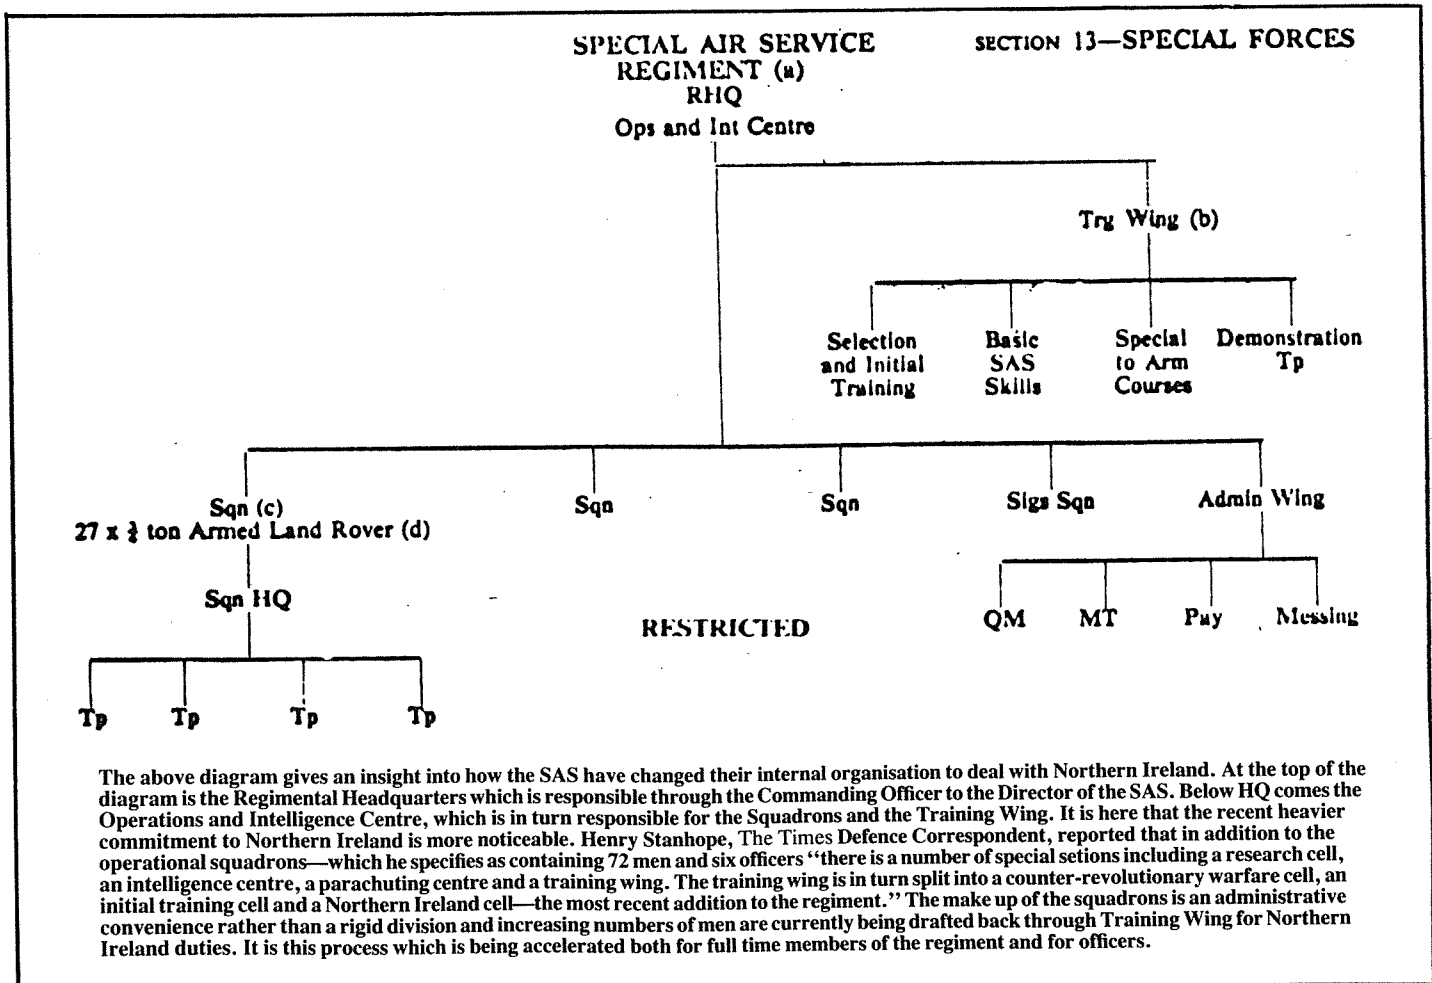 SPECIAL AIR SERVICE
REGIMENT (a)
RHQ
SECTION 13—SPECIAL FORCES
Ops and Int Centre
Trg Wing (b)
Selection
and Initial
Training
Basic
SAS
Skills
Special
to Arm
Courses
Demonstration
Tp
Sqn (c)
27 x ¾ ton Armed Land Rover (d)
Sqn
Sqn
Sigs Sqn
Admin Wing
Sqn HQ
RESTRICTED
QM
MT
Pay
Messing
Tp
Tp
Tp
Tp
The above diagram gives an insight into how the SAS have changed their internal organisation to deal with Northern Ireland. At the top of the
diagram is the Regimental Headquarters which is responsible through the Commanding Officer to the Director of the SAS. Below HQ comes the
Operations and Intelligence Centre, which is in turn responsible for the Squadrons and the Training Wing. It is here that the recent heavier
commitment to Northern Ireland is more noticeable. Henry Stanhope, The Times Defence Correspondent, reported that in addition to the
operational squadrons—which he specifies as containing 72 men and six officers “there is a number of special setions including a research cell,
an intelligence centre, a parachuting centre and a training wing. The training wing is in turn split into a counter-revolutionary warfare cell, an
initial training cell and a Northern Ireland cell—the most recent addition to the regiment.” The make up of the squadrons is an administrative
convenience rather than a rigid division and increasing numbers of men are currently being drafted back through Training Wing for Northern
Ireland duties. It is this process which is being accelerated both for full time members of the regiment and for officers.